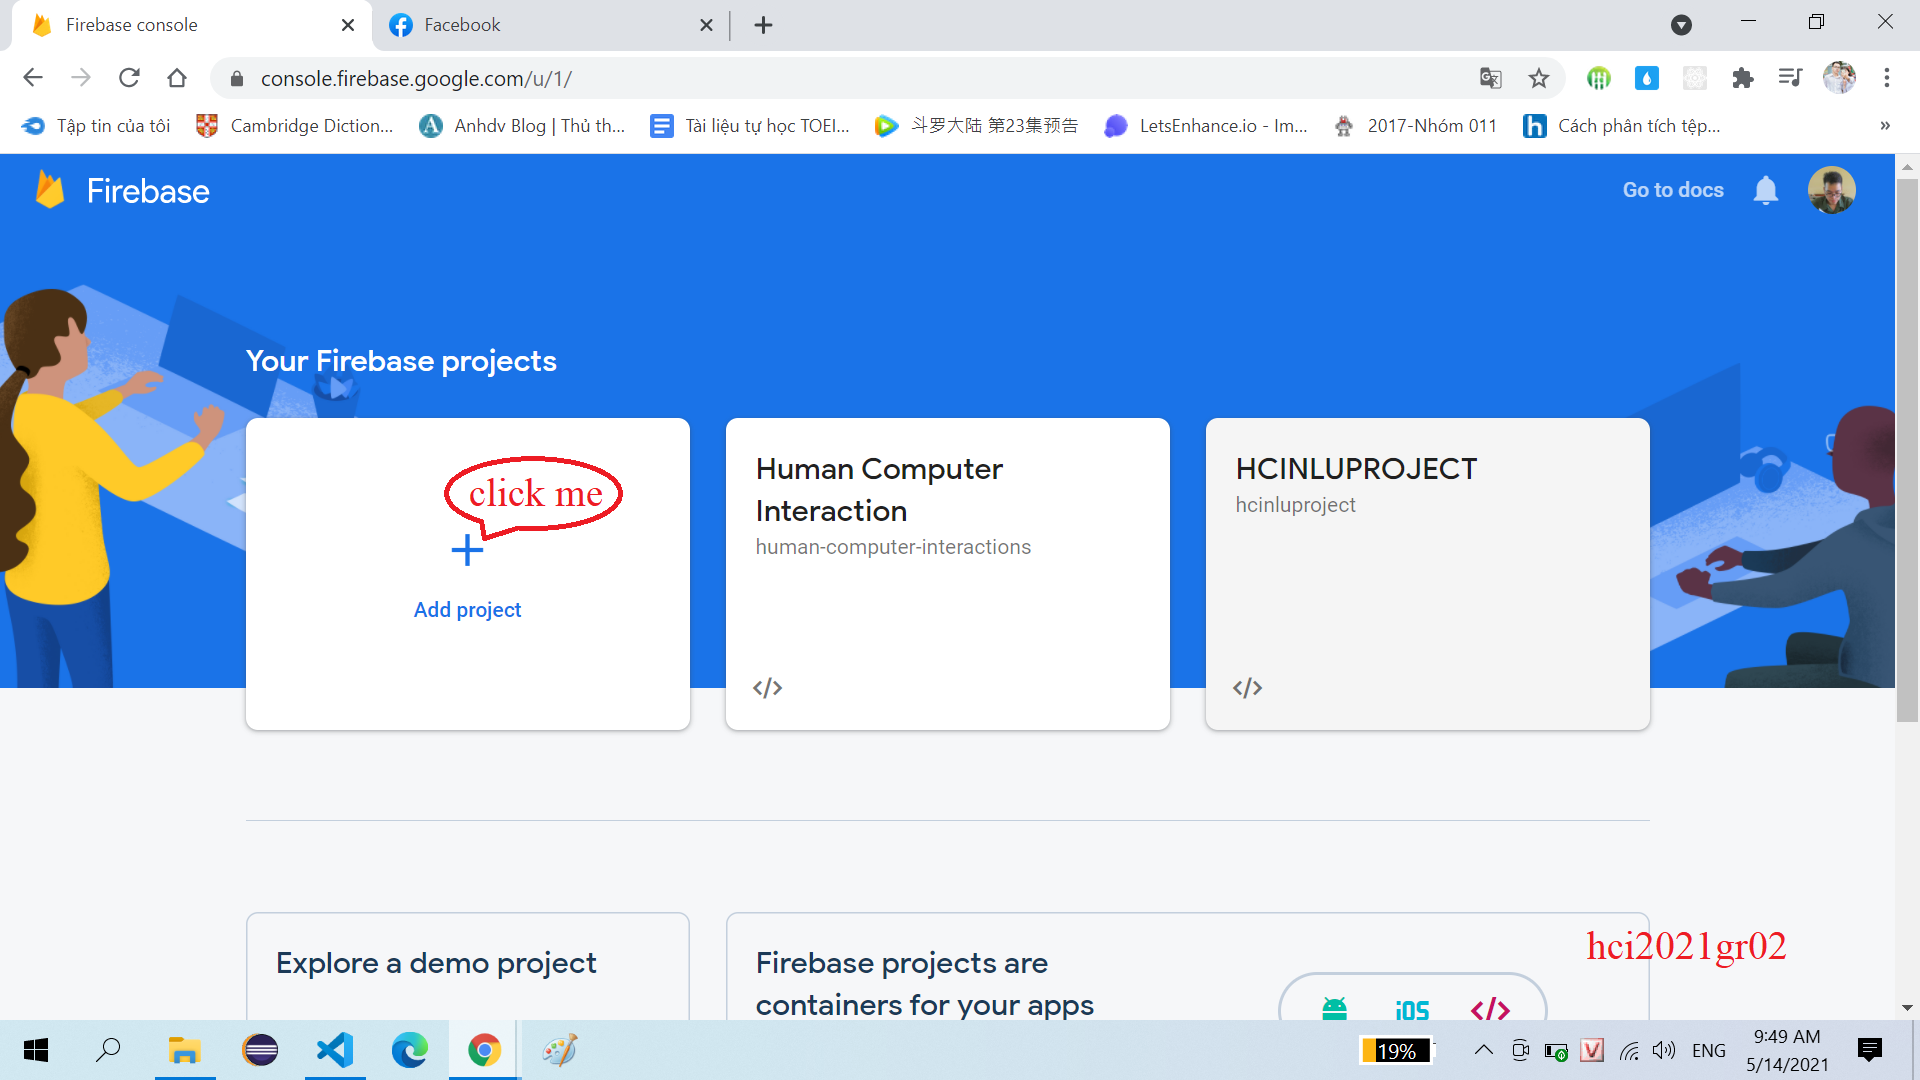 Firebase console
Facebook
console.firebase.google.com/u/1/
Tập tin của tôi
Cambridge Diction...
Anhdv Blog | Thủ th...
Tài liệu tự học TOEI...
斗罗大陆 第23集预告
LetsEnhance.io - Im...
2017-Nhóm 011
Cách phân tích tệp...
»
Firebase
Go to docs
Your Firebase projects
click me
Add project
Human Computer
Interaction
human-computer-interactions
</>
HCINLUPROJECT
hcinluproject
</>
Explore a demo project
Firebase projects are
containers for your apps
iOS
</>
hci2021gr02
19%
ENG
9:49 AM
5/14/2021